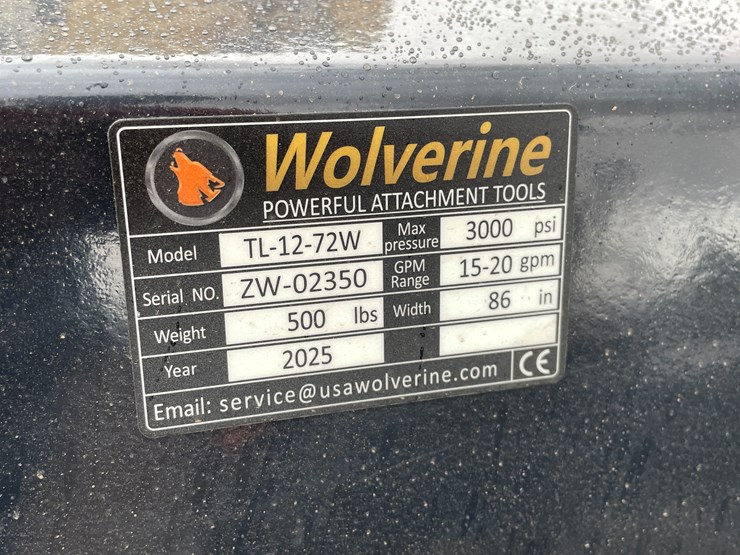 Wolverine
POWERFUL ATTACHMENT TOOLS
Model TL-12-72W Max pressure 3000 psi
Serial NO. ZW-02350 GPM Range 15-20 gpm
Weight 500 lbs Width 86 in
Year 2025
Email: service@usawolverine.com CE